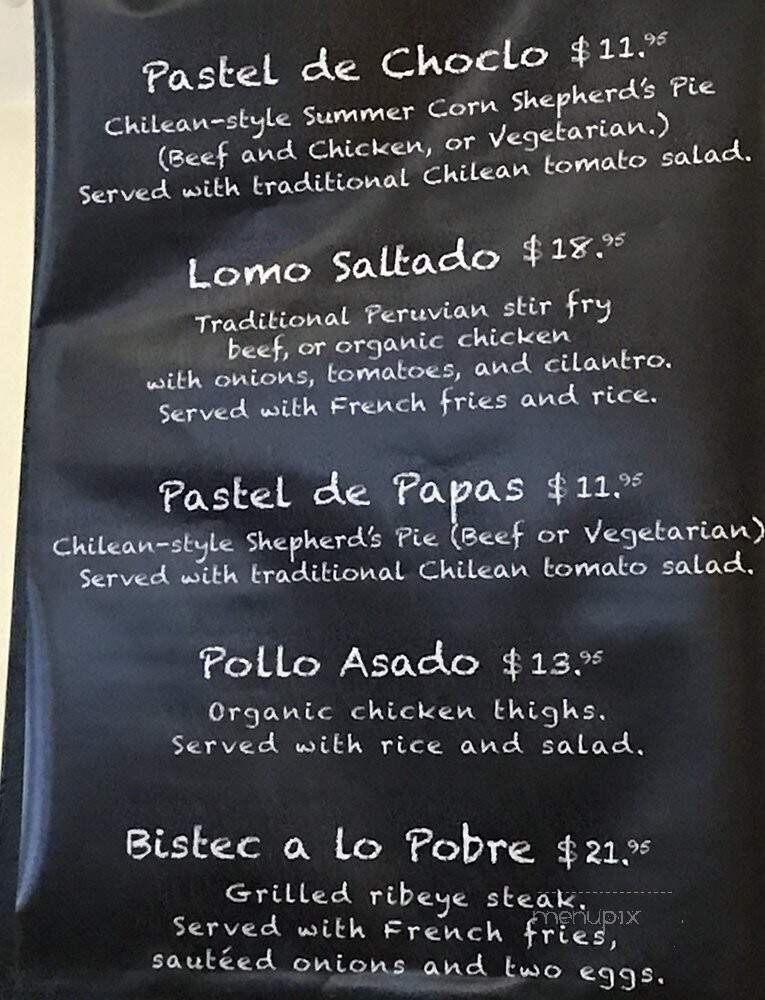 Pastel de Choclo $11.95
Chilean-style Summer Corn Shepherd's Pie
(Beef and Chicken, or Vegetarian.)
Served with traditional Chilean tomato salad.
Lomo Saltado $18.95
Traditional Peruvian stir fry
beef, or organic chicken
with onions, tomatoes, and cilantro.
Served with French fries and rice.
Pastel de Papas $11.95
Chilean-style Shepherd's Pie (Beef or Vegetarian)
Served with traditional Chilean tomato salad.
Pollo Asado $13.95
Organic chicken thighs.
Served with rice and salad.
Bistec a lo Pobre $21.95
Grilled ribeye steak.
menupix
Served with French fries,
sautéed onions and two eggs.